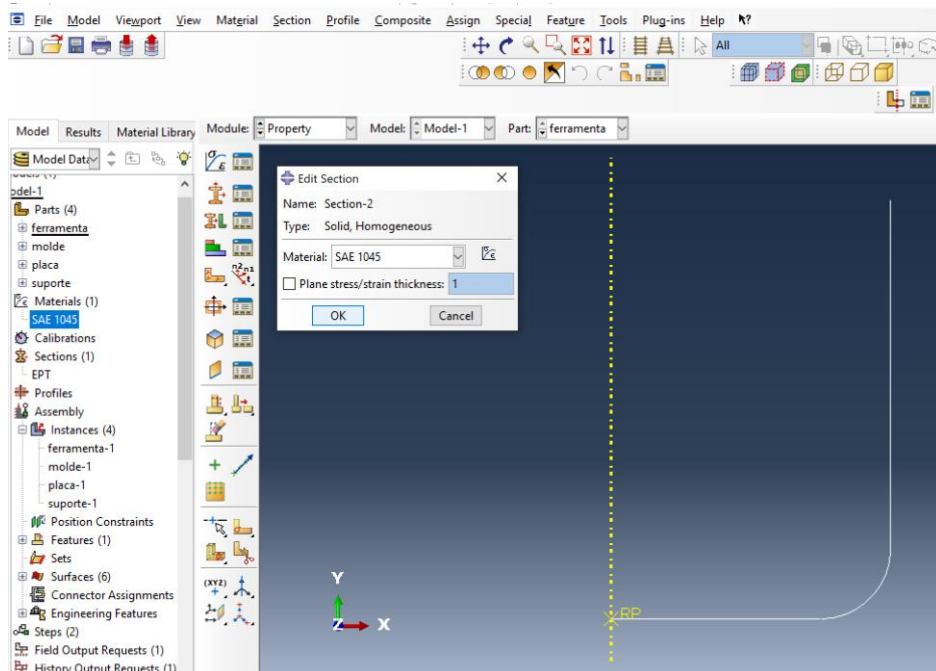 File Model Viewport View Material Section Profile Composite Assign Special Feature Tools Plug-ins Help
All
Model Results Material Library Module: Property Model: Model-1 Part: ferramenta
Model Data
odel-1
Parts (4)
ferramenta
molde
placa
suporte
Materials (1)
SAE 1045
Calibrations
Sections (1)
EPT
Profiles
Assembly
Instances (4)
ferramenta-1
molde-1
placa-1
suporte-1
Position Constraints
Features (1)
Sets
Surfaces (6)
Connector Assignments
Engineering Features
Steps (2)
Field Output Requests (1)
History Output Requests (1)
(XYZ)
Edit Section
Name: Section-2
Type: Solid, Homogeneous
Material: SAE 1045
Plane stress/strain thickness: 1
OK Cancel
RP
Y
Z X